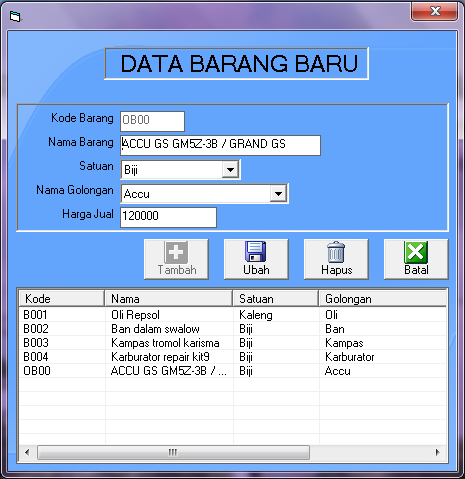 DATA BARANG BARU
Kode Barang OB00
Nama Barang ACCU GS GM5Z-3B / GRAND GS
Satuan Biji
Nama Golongan Accu
Harga Jual 120000
Tambah Ubah Hapus Batal
Kode Nama Satuan Golongan
B001 Oli Repsol Kaleng Oli
B002 Ban dalam swalow Biji Ban
B003 Kampas tromol karisma Biji Kampas
B004 Karburator repair kit9 Biji Karburator
OB00 ACCU GS GM5Z-3B / ... Biji Accu